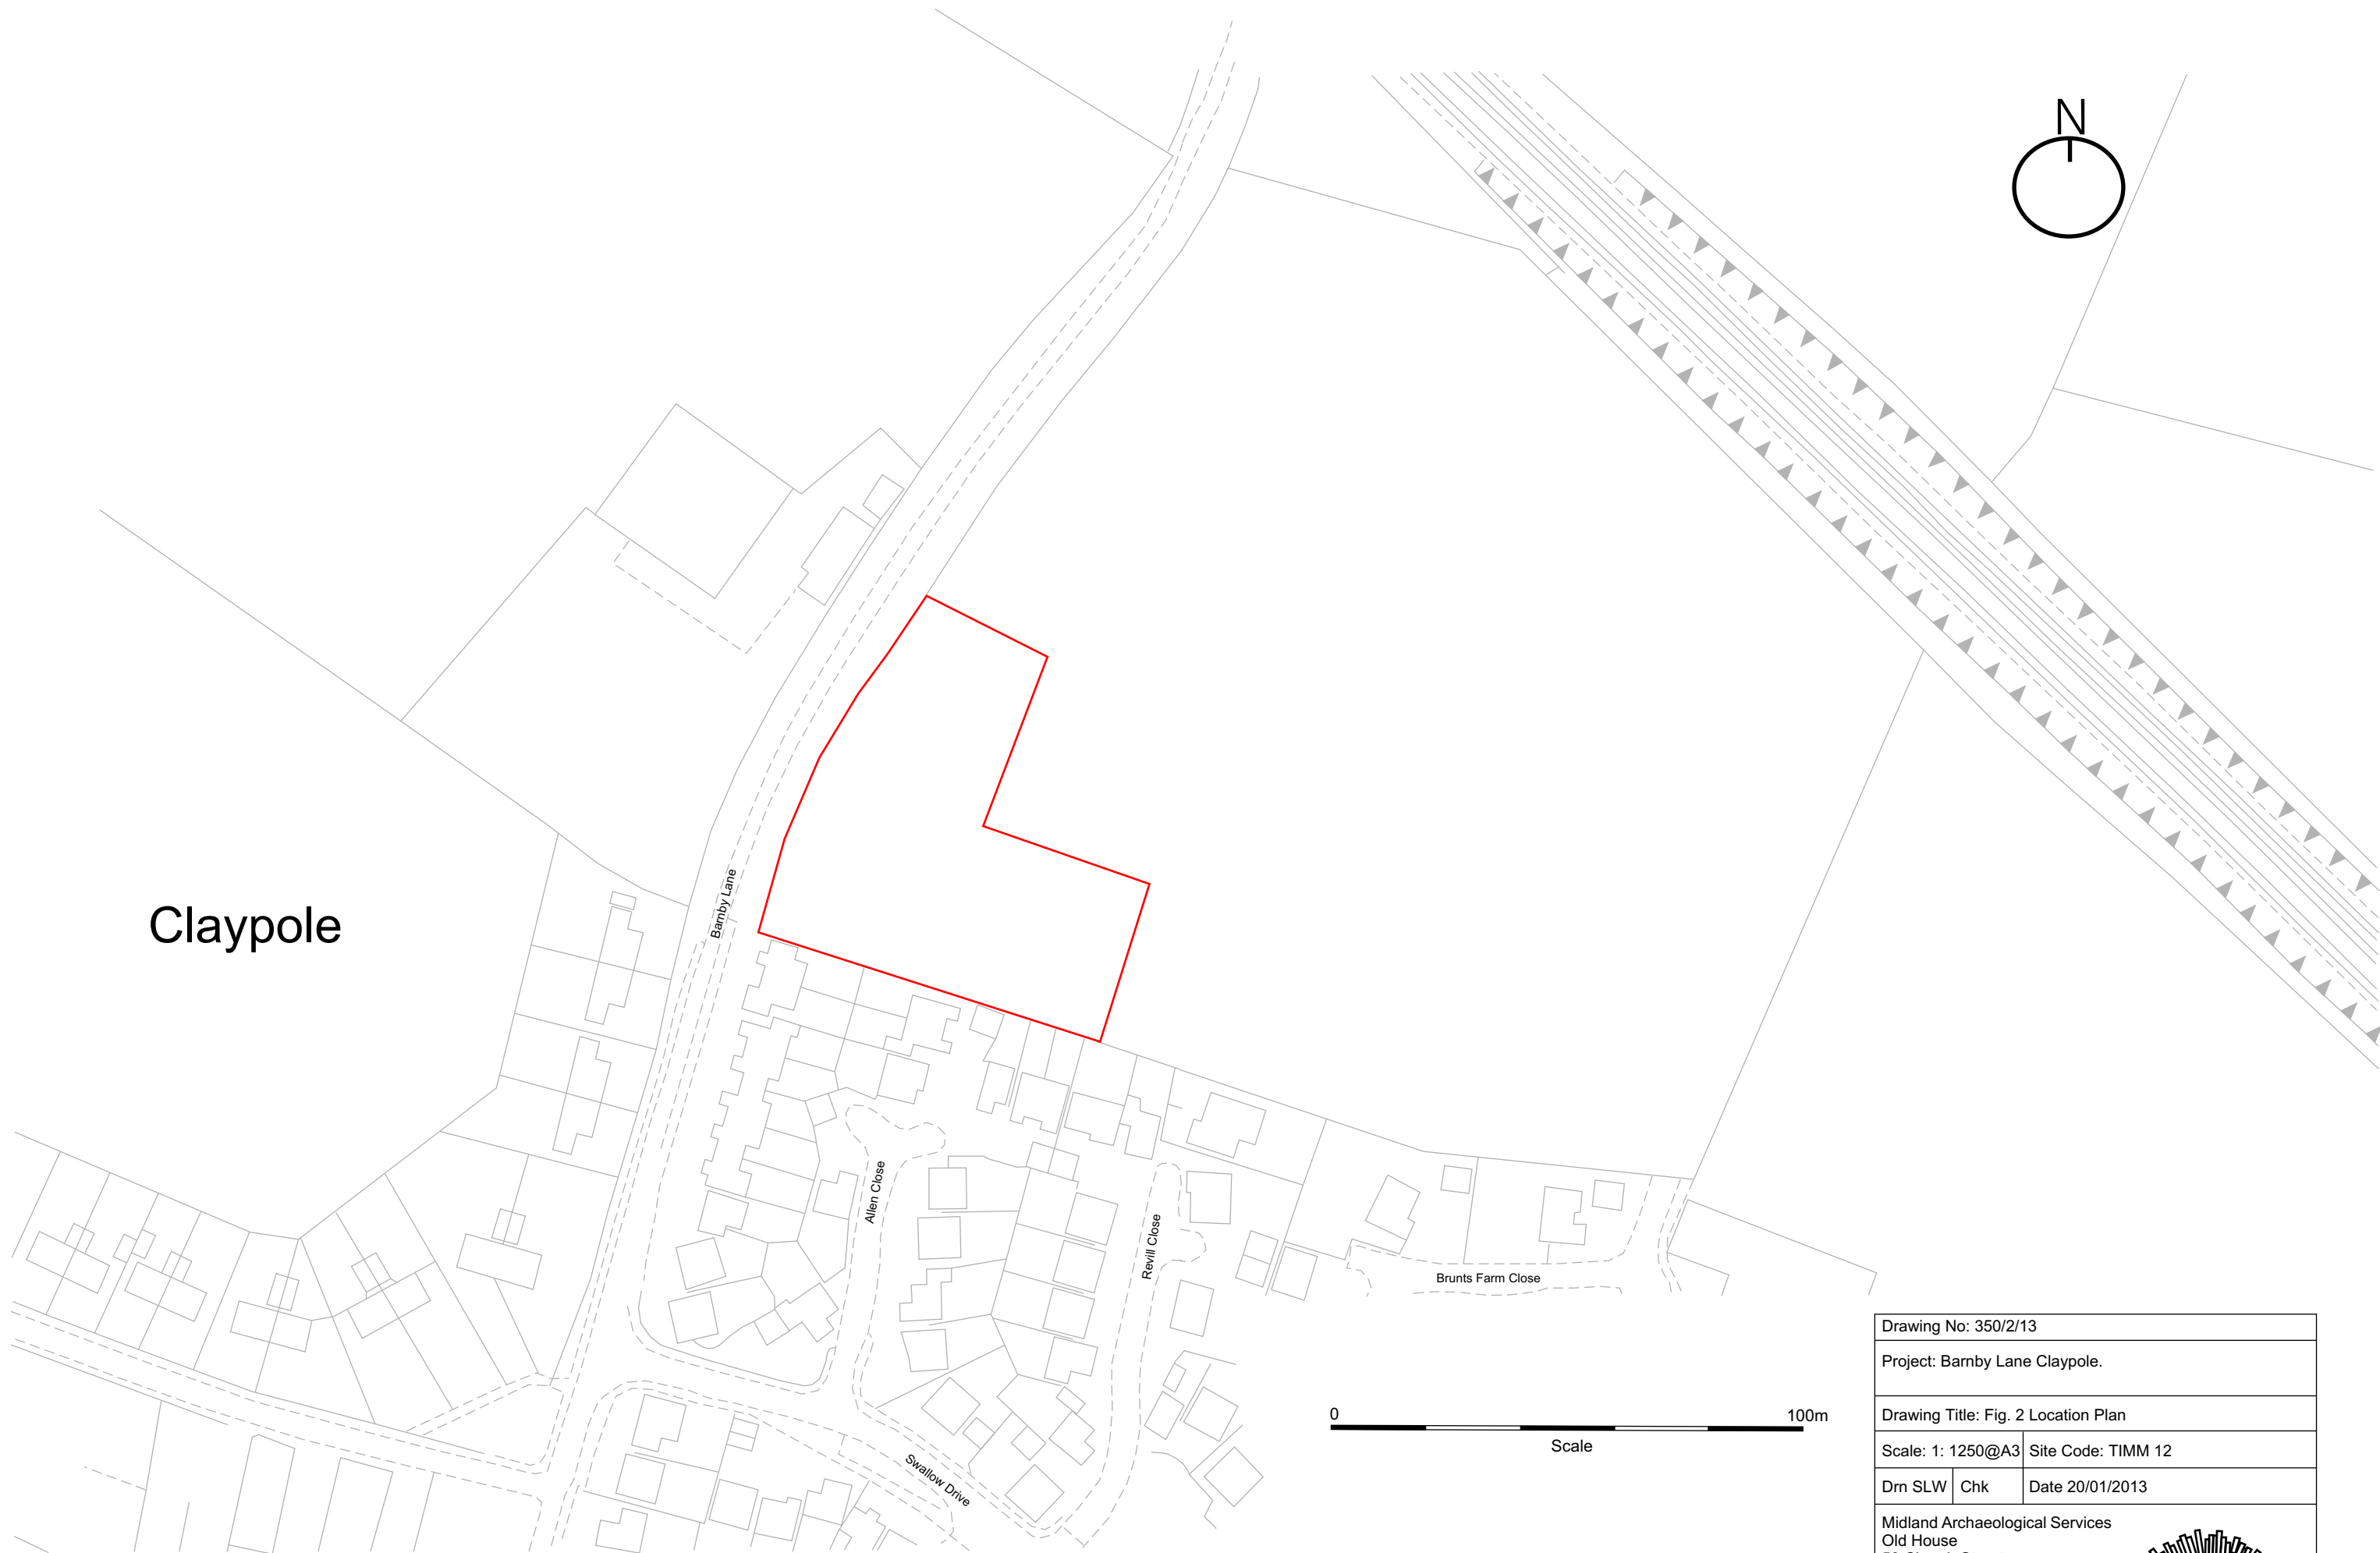 N
Claypole
Barnby Lane
Allen Close
Revill Close
Brunts Farm Close
Swallow Drive
0 100m
Scale
Drawing No: 350/2/13
Project: Barnby Lane Claypole.
Drawing Title: Fig. 2 Location Plan
Scale: 1: 1250@A3 Site Code: TIMM 12
Drn SLW Chk Date 20/01/2013
Midland Archaeological Services
Old House